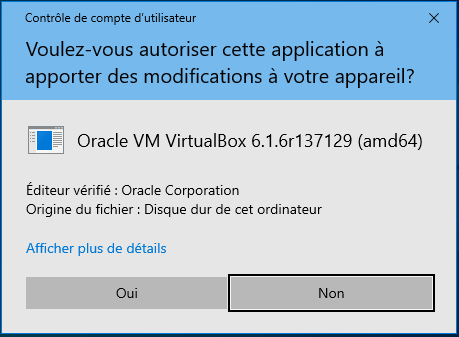 Contrôle de compte d'utilisateur
Voulez-vous autoriser cette application à
apporter des modifications à votre appareil?
Oracle VM VirtualBox 6.1.6r137129 (amd64)
Éditeur vérifié : Oracle Corporation
Origine du fichier : Disque dur de cet ordinateur
Afficher plus de détails
Oui
Non